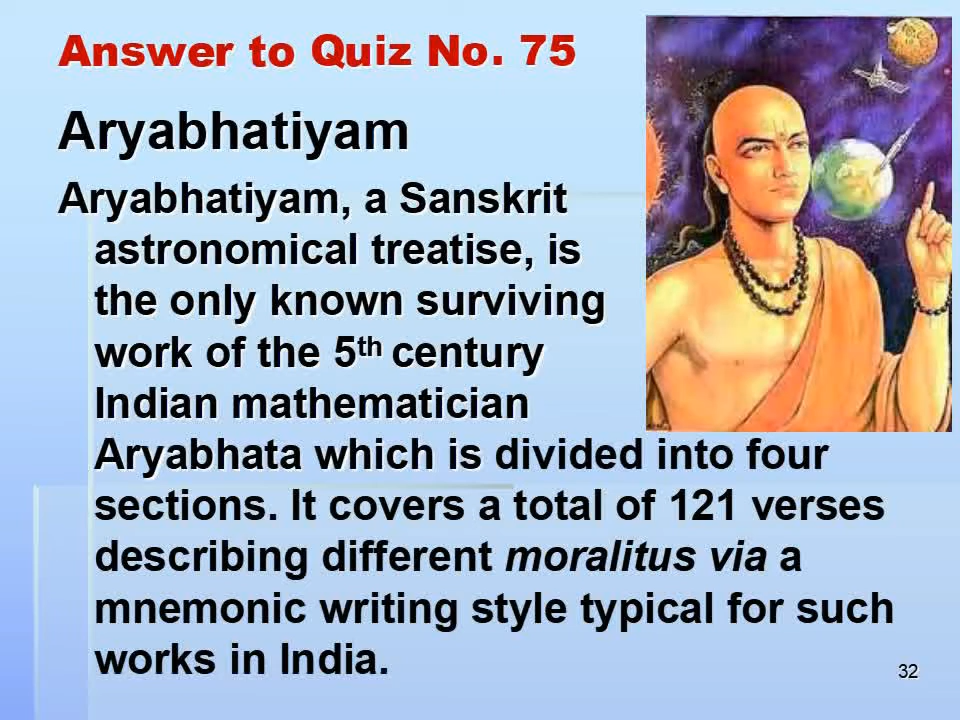 Answer to Quiz No. 75
Aryabhatiyam
Aryabhatiyam, a Sanskrit
astronomical treatise, is
the only known surviving
work of the 5th century
Indian mathematician
Aryabhata which is divided into four
sections. It covers a total of 121 verses
describing different moralitus via a
mnemonic writing style typical for such
works in India.
32